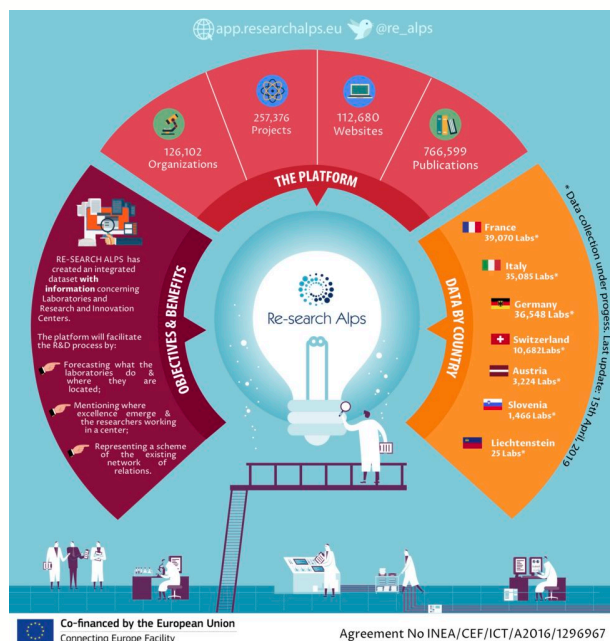 app.researchalps.eu @re_alps
126,102
Organizations
257,376
Projects
112,680
Websites
766,599
Publications
THE PLATFORM
RE-SEARCH ALPS has
created an integrated
dataset with
information concerning
Laboratories and
Research and Innovation
Centers.
The platform will facilitate
the R&D process by:
Forecasting what the
laboratories do &
where they are
located;
Mentioning where
excellence emerge &
the researchers working
in a center;
Representing a scheme
of the existing
network of
relations.
OBJECTIVES & BENEFITS
Re-search Alps
DATA BY COUNTRY
France
39,070 Labs*
Italy
35,085 Labs*
Germany
36,548 Labs*
Switzerland
10,682Labs*
Austria
3,224 Labs*
Slovenia
1,466 Labs*
Liechtenstein
25 Labs*
* Data collection under progess. Last update: 15th April, 2019
Co-financed by the European Union
Connecting Europe Facility
Agreement No INEA/CEF/ICT/A2016/1296967